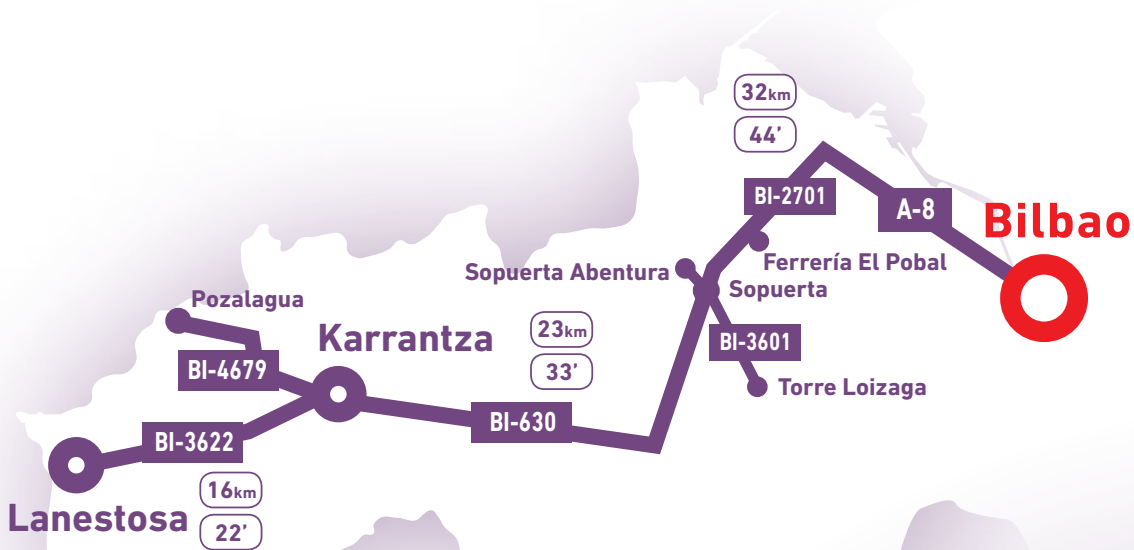 32km
44’
BI-2701
A-8
Bilbao
Ferrería El Pobal
Sopuerta Abentura
Sopuerta
Pozalagua
Karrantza
23km
33’
BI-3601
BI-4679
Torre Loizaga
BI-630
BI-3622
16km
22’
Lanestosa